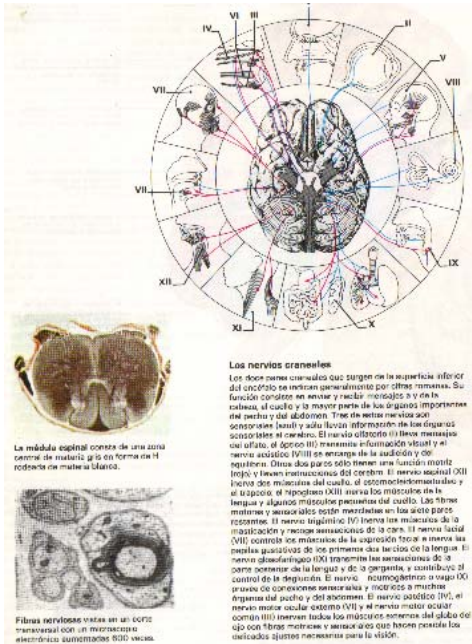 VI III
IV
II
V
VII
VIII
VII
IX
XII
XI
X
La médula espinal consta de una zona
central de materia gris en forma de H
rodeada de materia blanca.
Fibras nerviosas vistas en un corte
transversal con un microscopio
electrónico aumentadas 600 veces.
Los nervios craneales
Los doce pares craneales que surgen de la superficie inferior
del encéfalo se indican generalmente por cifras romanas. Su
función consiste en enviar y recibir mensajes a y de la
cabeza, el cuello y la mayor parte de los órganos importantes
del pecho y del abdomen. Tres de estos nervios son
sensoriales (azul) y sólo llevan información de los órganos
sensoriales al cerebro. El nervio olfatorio (I) lleva mensajes
del olfato, el óptico (II) transmite información visual y el
nervio acústico (VIII) se encarga de la audición y del
equilibrio. Otros dos pares sólo tienen una función motriz
(rojo) y llevan instrucciones del cerebro. El nervio espinal (XI)
inerva dos músculos del cuello, el esternocleidomastoideo y
el trapecio; el hipogloso (XII) inerva los músculos de la
lengua y algunos músculos pequeños del cuello. Las fibras
motoras y sensoriales están mezcladas en los siete pares
restantes. El nervio trigémino (V) inerva los músculos de la
masticación y recoge sensaciones de la cara. El nervio facial
(VII) controla los músculos de la expresión facial e inerva las
papilas gustativas de los primeros dos tercios de la lengua. El
nervio glosofaríngeo (IX) transmite las sensaciones de la
parte posterior de la lengua y de la garganta, y contribuye al
control de la deglución. El nervio neumogástrico o vago (X)
provee de conexiones sensoriales y motrices a muchos
órganos del pecho y del abdomen. El nervio patético (IV), el
nervio motor ocular externo (VI) y el nervio motor ocular
común (III) inervan todos los músculos externos del globo del
ojo con fibras motrices y sensoriales que hacen posible los
delicados ajustes necesarios para la visión.